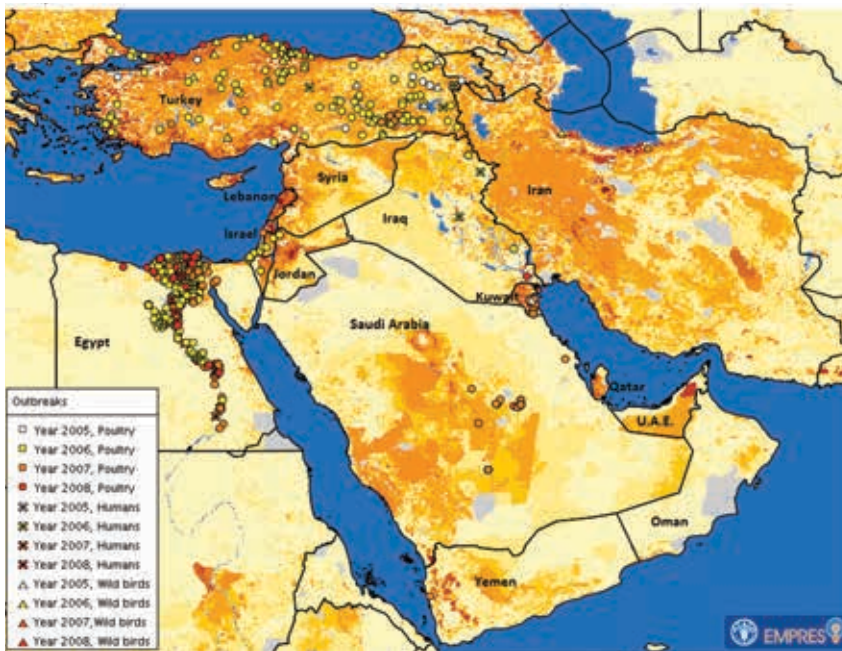 Turkey
Syria
Lebanon
Iran
Iraq
Israel
Jordan
Kuwait
Egypt
Saudi Arabia
Qatar
U.A.E.
Oman
Yemen
Outbreaks
Year 2005, Poultry
Year 2006, Poultry
Year 2007, Poultry
Year 2008, Poultry
Year 2005, Humans
Year 2006, Humans
Year 2007, Humans
Year 2008, Humans
Year 2005, Wild birds
Year 2006, Wild birds
Year 2007,Wild birds
Year 2008, Wild birds
EMPRES